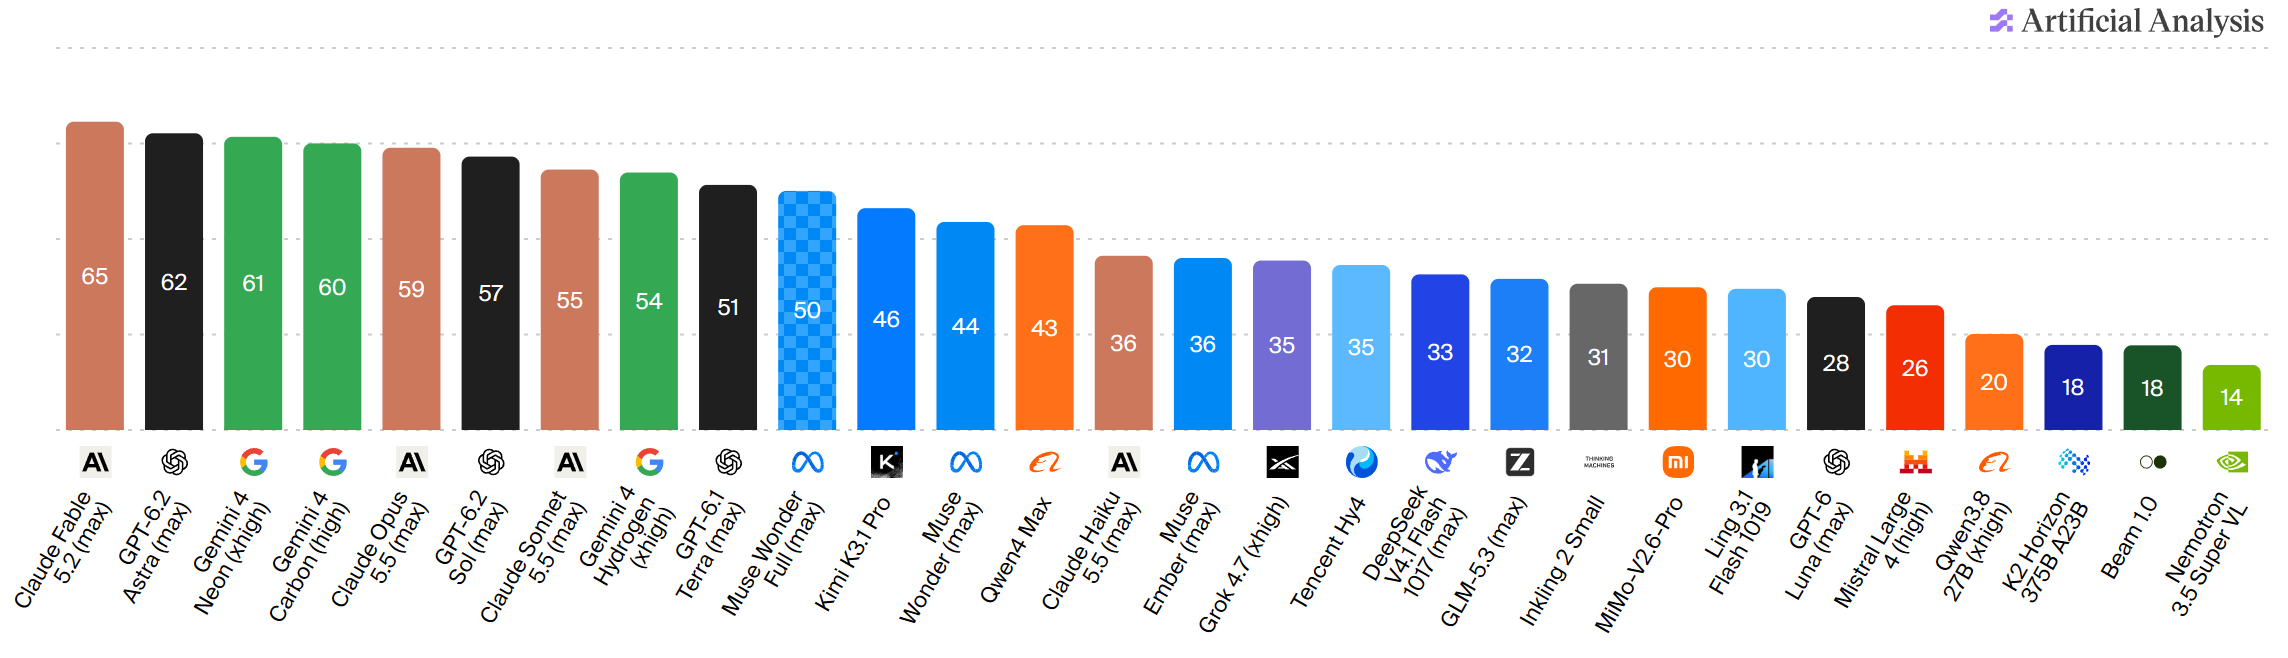 Artificial Analysis
65
62
61
60
59
57
55
54
51
50
46
44
43
36
36
35
35
33
32
31
30
30
28
26
20
18
18
14
THINKING
MACHINES
Claude Fable
5.2 (max)
GPT-6.2
Astra (max)
Gemini 4
Neon (xhigh)
Gemini 4
Carbon (high)
Claude Opus
5.5 (max)
GPT-6.2
Sol (max)
Claude Sonnet
5.5 (max)
Gemini 4
Hydrogen
(xhigh)
GPT-6.1
Terra (max)
Muse Wonder
Full (max)
Kimi K3.1 Pro
Muse
Wonder (max)
Qwen4 Max
Claude Haiku
5.5 (max)
Muse
Ember (max)
Grok 4.7 (xhigh)
Tencent Hy4
DeepSeek
V4.1 Flash
1017 (max)
GLM-5.3 (max)
Inkling 2 Small
MiMo-V2.6-Pro
Ling 3.1
Flash 1019
GPT-6
Luna (max)
Mistral Large
4 (high)
Qwen3.8
27B (xhigh)
K2 Horizon
375B A23B
Beam 1.0
Nemotron
3.5 Super VL